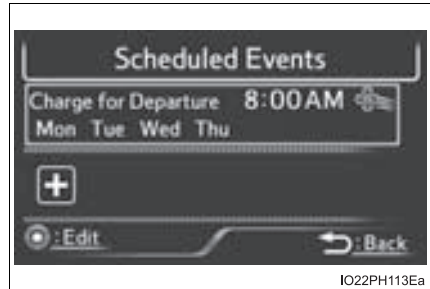 Scheduled Events
Charge for Departure 8:00AM
Mon Tue Wed Thu
:Edit
:Back
IO22PH113Ea